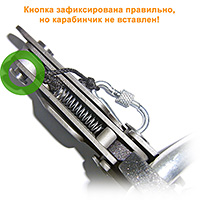 Кнопка зафиксирована правильно,
но карабинчик не вставлен!